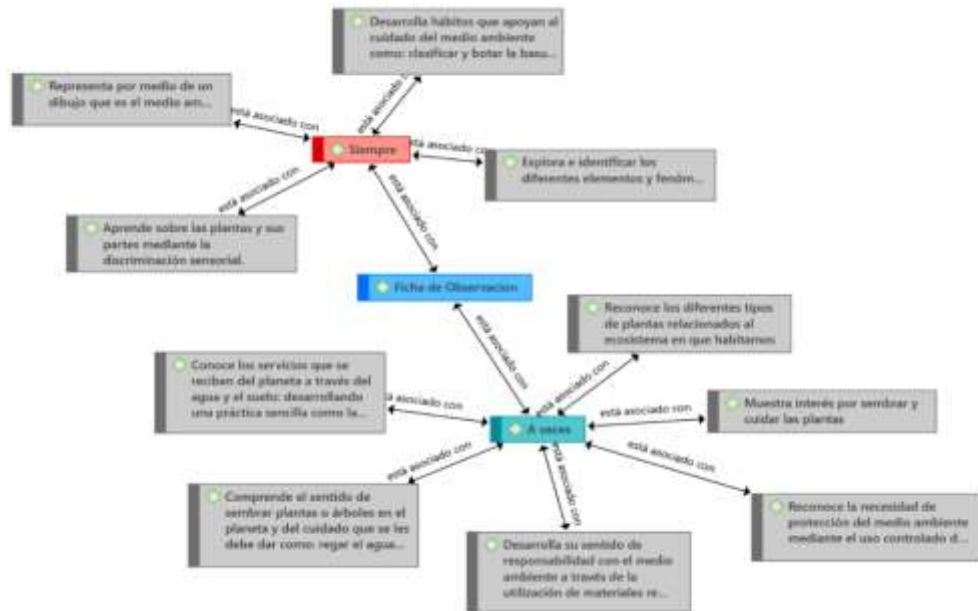 Desarrolla hábitos que apoyan al
cuidado del medio ambiente
como: clasificar y botar la basu...
Representa por medio de un
dibujo que es el medio am...
está asociado con
está asociado con
Siempre
está asociado con
Explora e identificar los
diferentes elementos y fenóm...
está asociado con
Aprende sobre las plantas y sus
partes mediante la
discriminación sensorial.
está asociado con
Ficha de Observacion
está asociado con
Reconoce los diferentes tipos
de plantas relacionados al
ecosistema en que habitamos
Conoce los servicios que se
reciben del planeta a través del
agua y el suelo: desarrollando
una práctica sencilla como la...
está asociado con
está asociado con
A veces
está asociado con
Muestra interés por sembrar y
cuidar las plantas
está asociado con
está asociado con
está asociado con
Comprende el sentido de
sembrar plantas o árboles en el
planeta y del cuidado que se les
debe dar como: regar el agua...
Desarrolla su sentido de
responsabilidad con el medio
ambiente a través de la
utilización de materiales re...
Reconoce la necesidad de
protección del medio ambiente
mediante el uso controlado d...